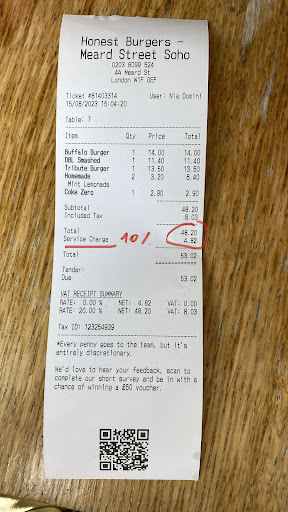 Honest Burgers -
Meard Street Soho
0203 6099 524
4A Meard St
London W1F 0EF
Ticket #81403314
User: Nia Domini
15/08/2023 15:04:20
Table: 7
Item Qty Price Total
Buffalo Burger 1 14.00 14.00
DBL Smashed 1 11.40 11.40
Tribute Burger 1 13.50 13.50
Homemade 2 3.20 6.40
Mint Lemonade
Coke Zero 1 2.90 2.90
Subtotal 48.20
Included Tax 8.03
Total 48.20
Service Charge 10% 4.82
Total 53.02
Tender:
Due 53.02
VAT RECEIPT SUMMARY
RATE: 0.00 % NET: 4.82 VAT: 0.00
RATE: 20.00 % NET: 48.20 VAT: 8.03
Tax ID: 123264939
*Every penny goes to the team, but it's
entirely discretionary.
We'd love to hear your feedback, scan to
complete our short survey and be in with a
chance of winning a £50 voucher.